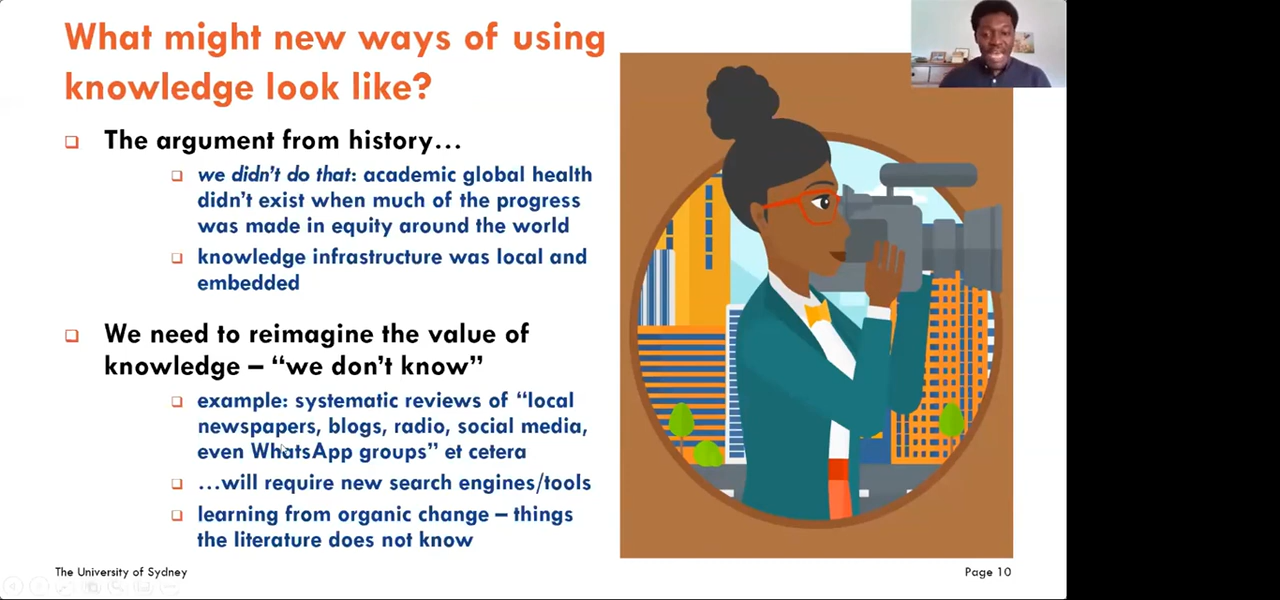 What might new ways of using
knowledge look like?
The argument from history…
we didn't do that: academic global health
didn't exist when much of the progress
was made in equity around the world
knowledge infrastructure was local and
embedded
We need to reimagine the value of
knowledge – “we don't know”
example: systematic reviews of “local
newspapers, blogs, radio, social media,
even WhatsApp groups” et cetera
…will require new search engines/tools
learning from organic change – things
the literature does not know
The University of Sydney
Page 10